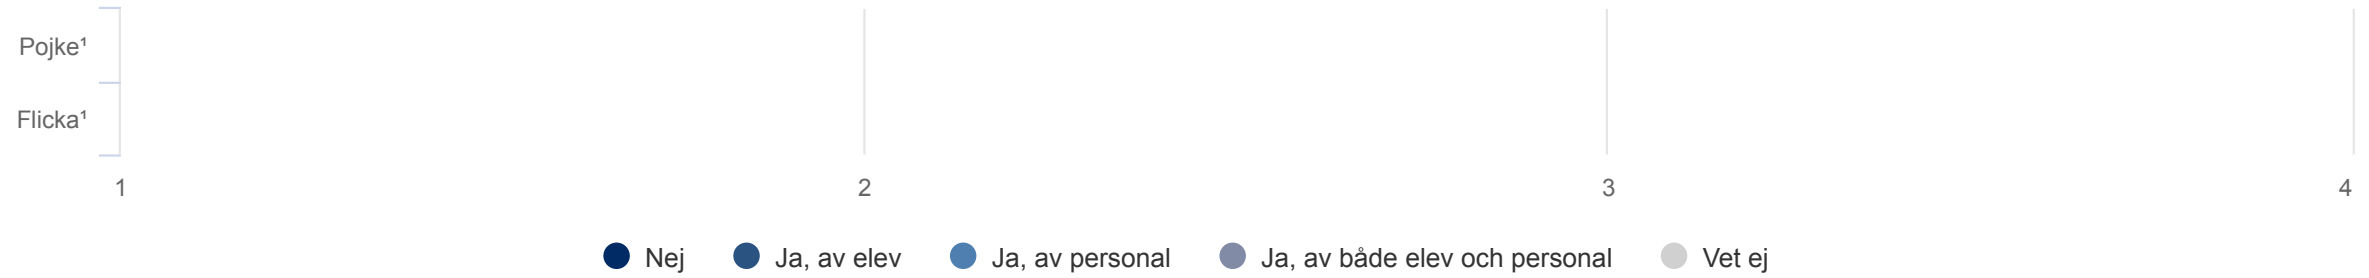 Pojke¹
Flicka¹
1 2 3 4
Nej Ja, av elev Ja, av personal Ja, av både elev och personal Vet ej